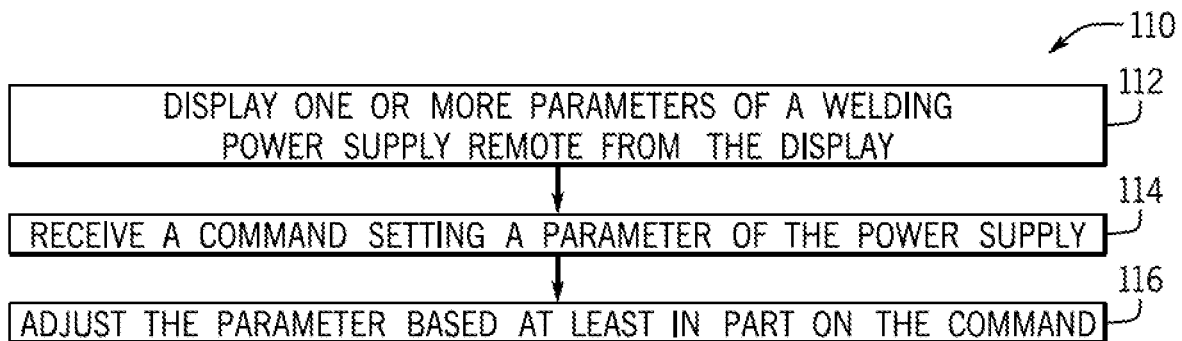 110
DISPLAY ONE OR MORE PARAMETERS OF A WELDING
POWER SUPPLY REMOTE FROM THE DISPLAY
112
RECEIVE A COMMAND SETTING A PARAMETER OF THE POWER SUPPLY
114
ADJUST THE PARAMETER BASED AT LEAST IN PART ON THE COMMAND
116